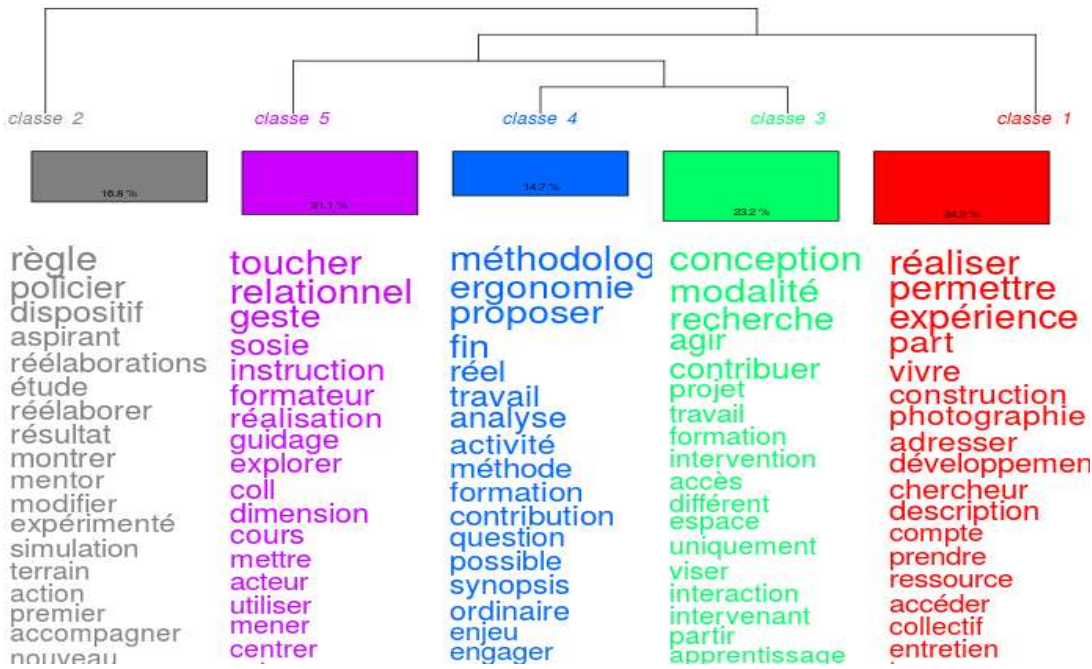 classe 2
classe 5
classe 4
classe 3
classe 1
16.8 %
21.1 %
14.7 %
23.2 %
24.2 %
règle
policier
dispositif
aspirant
réélaborations
étude
réélaborer
résultat
montrer
mentor
modifier
expérimenté
simulation
terrain
action
premier
accompagner
nouveau
toucher
relationnel
geste
sosie
instruction
formateur
réalisation
guidage
explorer
coll
dimension
cours
mettre
acteur
utiliser
mener
centrer
méthodolog
ergonomie
proposer
fin
réel
travail
analyse
activité
méthode
formation
contribution
question
possible
synopsis
ordinaire
enjeu
engager
conception
modalité
recherche
agir
contribuer
projet
travail
formation
intervention
accès
différent
espace
uniquement
viser
interaction
intervenant
partir
apprentissage
réaliser
permettre
expérience
part
vivre
construction
photographie
adresser
développemen
chercheur
description
compte
prendre
ressource
accéder
collectif
entretien